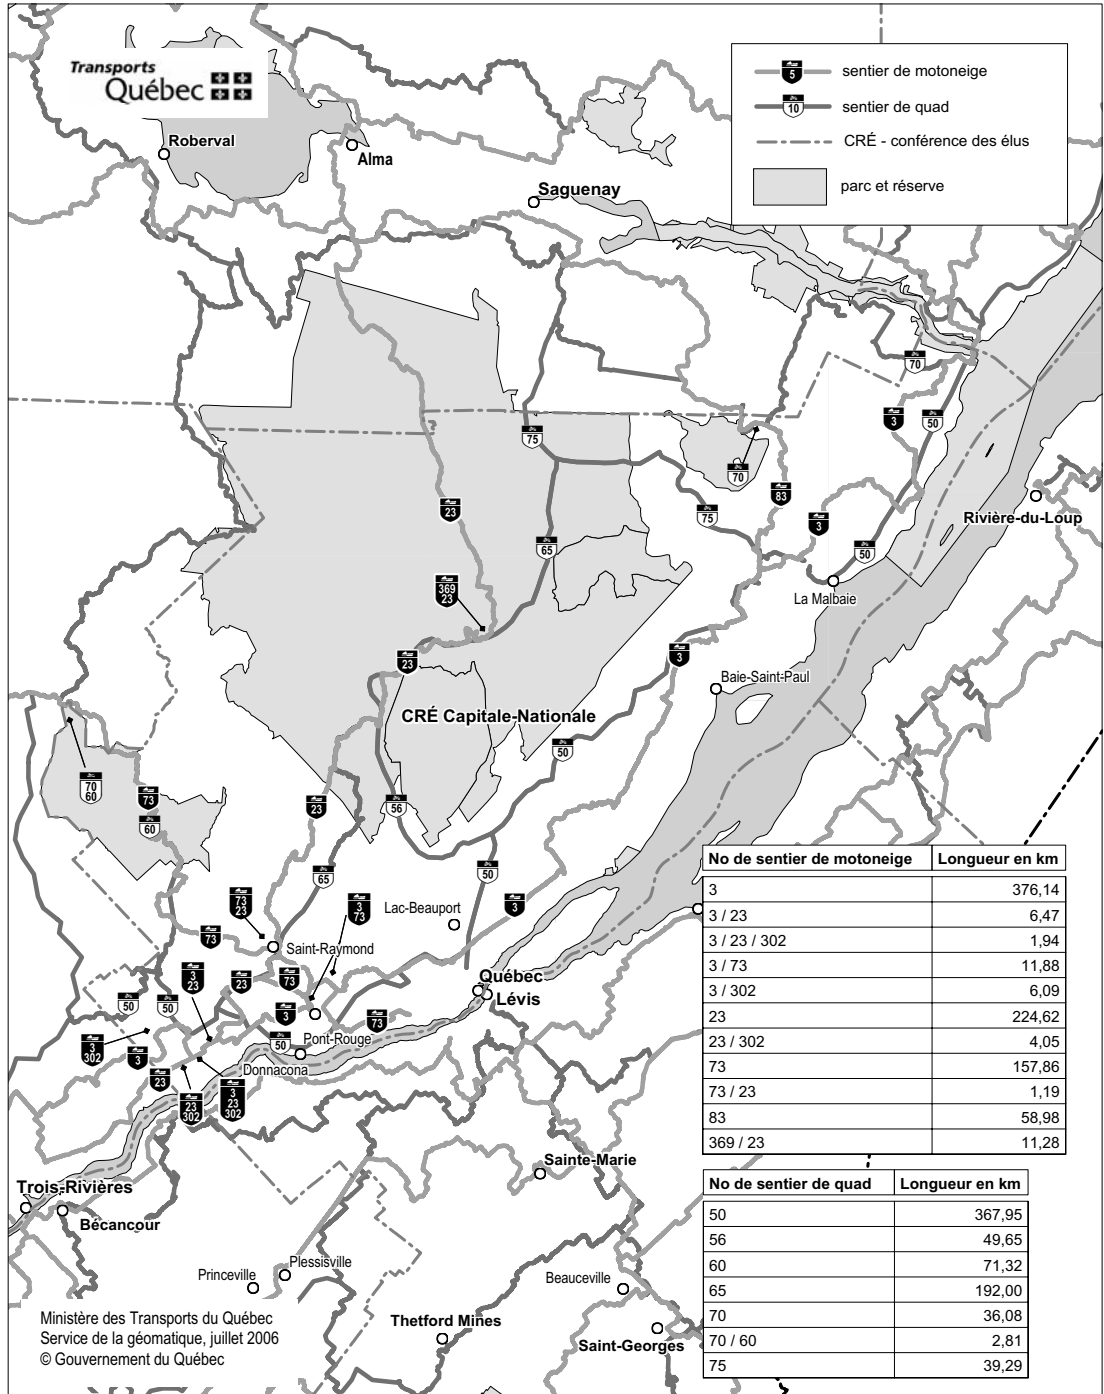 Transports
Québec
5
sentier de motoneige
10
sentier de quad
CRÉ - conférence des élus
parc et réserve
Roberval
Alma
Saguenay
70
3
50
75
70
83
23
75
3
Rivière-du-Loup
65
50
369
23
La Malbaie
23
3
Baie-Saint-Paul
CRÉ Capitale-Nationale
50
70
60
73
60
23
56
65
50
73
23
3
73
Lac-Beauport
3
73
Saint-Raymond
3
23
23
73
Québec
Lévis
50
50
3
73
3
302
3
50
Pont-Rouge
Donnacona
23
23
302
3
23
302
Trois-Rivières
Bécancour
Sainte-Marie
Plessisville
Princeville
Beauceville
Thetford Mines
Saint-Georges
No de sentier de motoneige Longueur en km
3 376,14
3 / 23 6,47
3 / 23 / 302 1,94
3 / 73 11,88
3 / 302 6,09
23 224,62
23 / 302 4,05
73 157,86
73 / 23 1,19
83 58,98
369 / 23 11,28
No de sentier de quad Longueur en km
50 367,95
56 49,65
60 71,32
65 192,00
70 36,08
70 / 60 2,81
75 39,29
Ministère des Transports du Québec
Service de la géomatique, juillet 2006
© Gouvernement du Québec